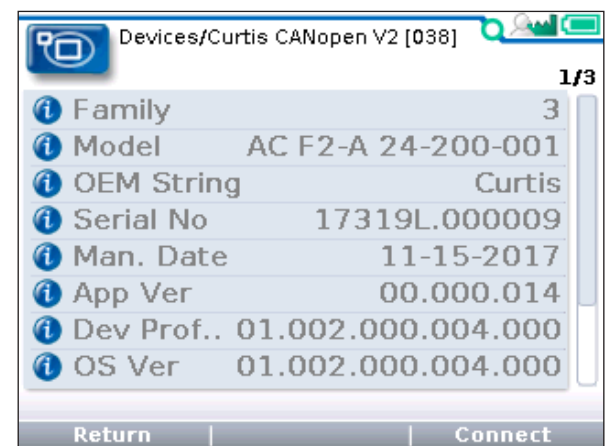 Devices/Curtis CANopen V2 [038]
1/3
Family 3
Model AC F2-A 24-200-001
OEM String Curtis
Serial No 17319L.000009
Man. Date 11-15-2017
App Ver 00.000.014
Dev Prof.. 01.002.000.004.000
OS Ver 01.002.000.004.000
Return | | Connect